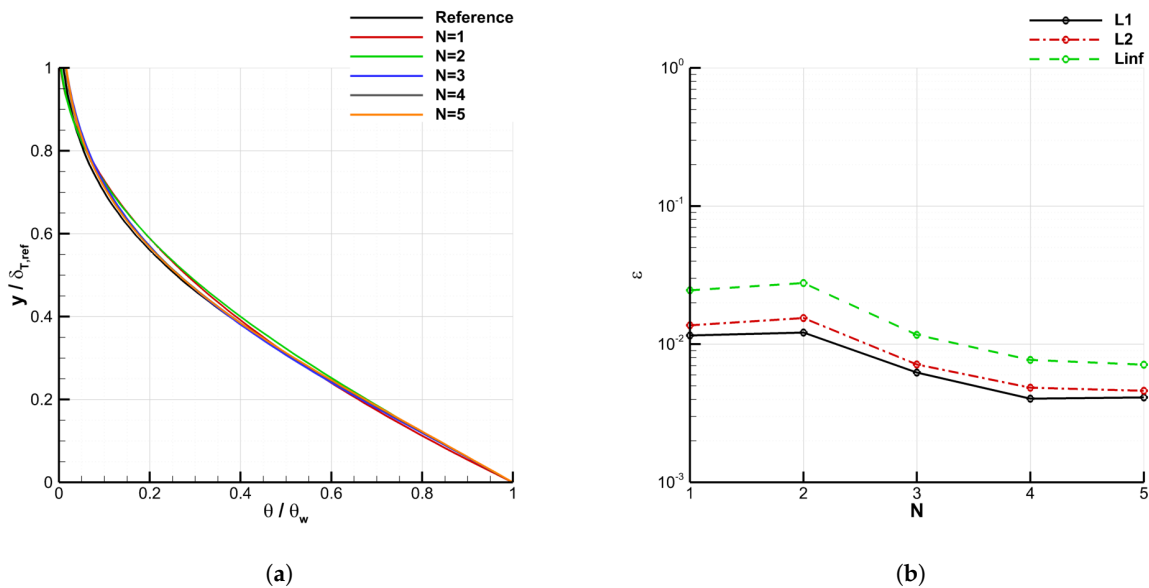 Reference
N=1
N=2
N=3
N=4
N=5
1
0.8
0.6
0.4
0.2
0
y / δT,ref
0 0.2 0.4 0.6 0.8 1
θ / θw
(a)
L1
L2
Linf
10^0
10^-1
10^-2
10^-3
ε
1 2 3 4 5
N
(b)